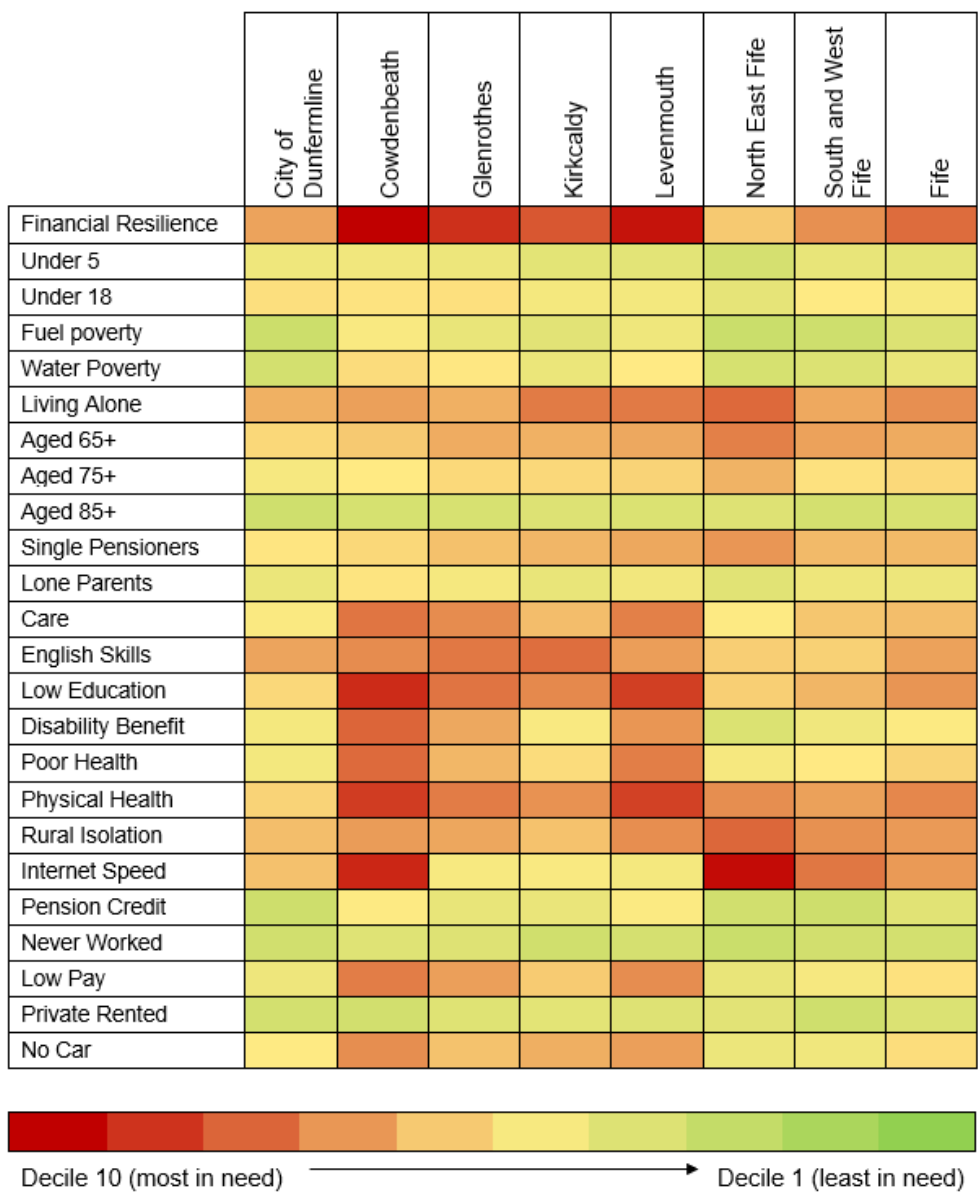 City of
Dunfermline
Cowdenbeath
Glenrothes
Kirkcaldy
Levenmouth
North East Fife
South and West
Fife
Fife
Financial Resilience
Under 5
Under 18
Fuel poverty
Water Poverty
Living Alone
Aged 65+
Aged 75+
Aged 85+
Single Pensioners
Lone Parents
Care
English Skills
Low Education
Disability Benefit
Poor Health
Physical Health
Rural Isolation
Internet Speed
Pension Credit
Never Worked
Low Pay
Private Rented
No Car
Decile 10 (most in need)
Decile 1 (least in need)